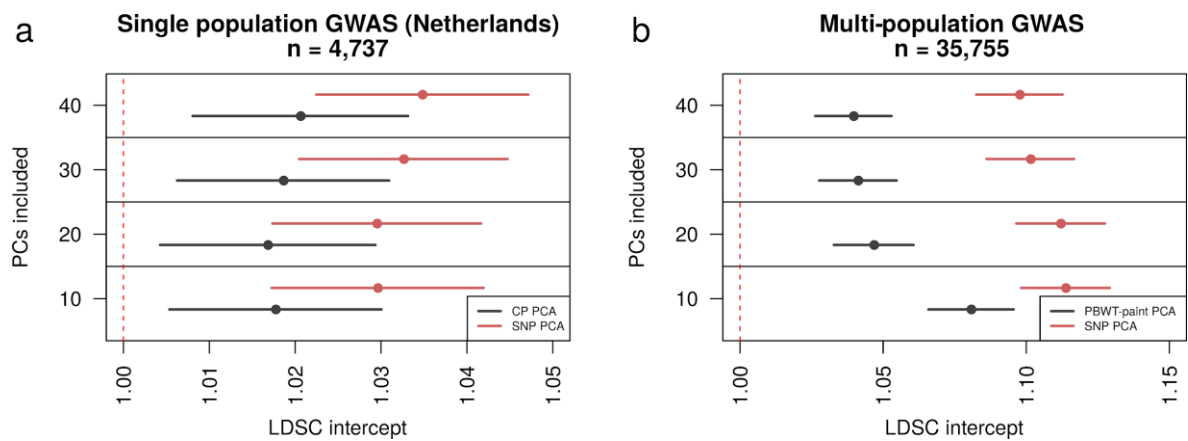 a
Single population GWAS (Netherlands)
n = 4,737
PCs included
40
30
20
10
CP PCA
SNP PCA
1.00
1.01
1.02
1.03
1.04
1.05
LDSC intercept
b
Multi-population GWAS
n = 35,755
PCs included
40
30
20
10
PBWT-paint PCA
SNP PCA
1.00
1.05
1.10
1.15
LDSC intercept